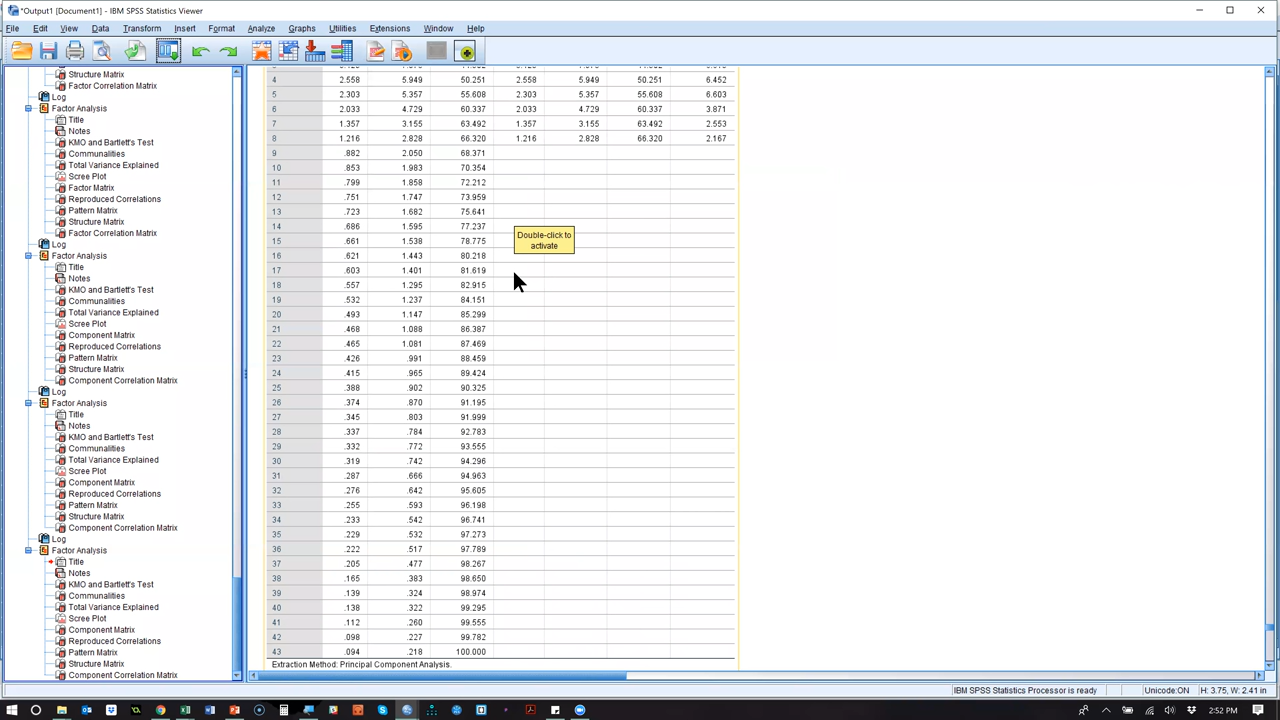 *Output1 [Document1] - IBM SPSS Statistics Viewer
File Edit View Data Transform Insert Format Analyze Graphs Utilities Extensions Window Help
Structure Matrix
Factor Correlation Matrix
Log
Factor Analysis
Title
Notes
KMO and Bartlett's Test
Communalities
Total Variance Explained
Scree Plot
Factor Matrix
Reproduced Correlations
Pattern Matrix
Structure Matrix
Factor Correlation Matrix
Log
Factor Analysis
Title
Notes
KMO and Bartlett's Test
Communalities
Total Variance Explained
Scree Plot
Component Matrix
Reproduced Correlations
Pattern Matrix
Structure Matrix
Component Correlation Matrix
Log
Factor Analysis
Title
Notes
KMO and Bartlett's Test
Communalities
Total Variance Explained
Scree Plot
Component Matrix
Reproduced Correlations
Pattern Matrix
Structure Matrix
Component Correlation Matrix
Log
Factor Analysis
Title
Notes
KMO and Bartlett's Test
Communalities
Total Variance Explained
Scree Plot
Component Matrix
Reproduced Correlations
Pattern Matrix
Structure Matrix
Component Correlation Matrix
4 2.558 5.949 50.251 2.558 5.949 50.251 6.452
5 2.303 5.357 55.608 2.303 5.357 55.608 6.603
6 2.033 4.729 60.337 2.033 4.729 60.337 3.871
7 1.357 3.155 63.492 1.357 3.155 63.492 2.553
8 1.216 2.828 66.320 1.216 2.828 66.320 2.167
9 .882 2.050 68.371
10 .853 1.983 70.354
11 .799 1.858 72.212
12 .751 1.747 73.959
13 .723 1.682 75.641
14 .686 1.595 77.237
15 .661 1.538 78.775
16 .621 1.443 80.218
17 .603 1.401 81.619
18 .557 1.295 82.915
19 .532 1.237 84.151
20 .493 1.147 85.299
21 .468 1.088 86.387
22 .465 1.081 87.469
23 .426 .991 88.459
24 .415 .965 89.424
25 .388 .902 90.325
26 .374 .870 91.195
27 .345 .803 91.999
28 .337 .784 92.783
29 .332 .772 93.555
30 .319 .742 94.296
31 .287 .666 94.963
32 .276 .642 95.605
33 .255 .593 96.198
34 .233 .542 96.741
35 .229 .532 97.273
36 .222 .517 97.789
37 .205 .477 98.267
38 .165 .383 98.650
39 .139 .324 98.974
40 .138 .322 99.295
41 .112 .260 99.555
42 .098 .227 99.782
43 .094 .218 100.000
Extraction Method: Principal Component Analysis.
Double-click to
activate
IBM SPSS Statistics Processor is ready Unicode:ON H: 3.75, W: 2.41 in
2:52 PM